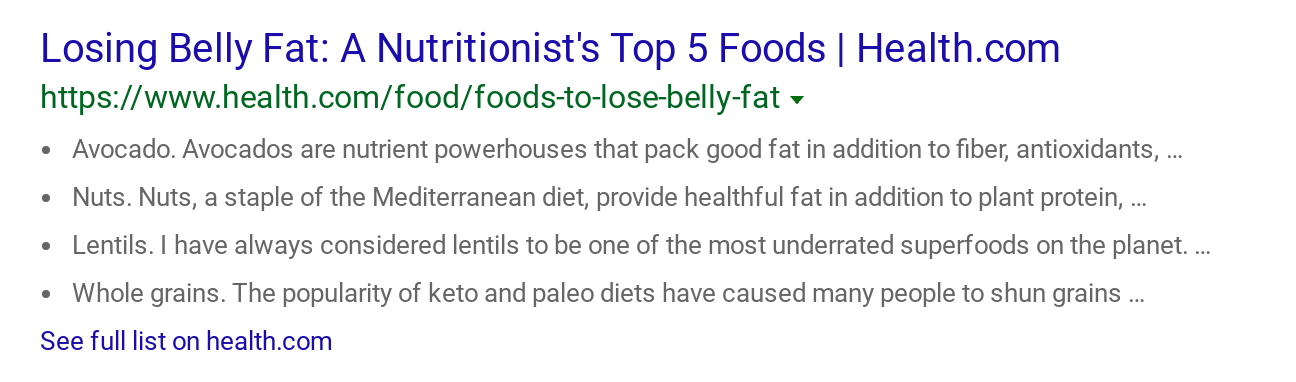 Losing Belly Fat: A Nutritionist's Top 5 Foods | Health.com
https://www.health.com/food/foods-to-lose-belly-fat
• Avocado. Avocados are nutrient powerhouses that pack good fat in addition to fiber, antioxidants, ...
• Nuts. Nuts, a staple of the Mediterranean diet, provide healthful fat in addition to plant protein, ...
• Lentils. I have always considered lentils to be one of the most underrated superfoods on the planet. ...
• Whole grains. The popularity of keto and paleo diets have caused many people to shun grains ...
See full list on health.com